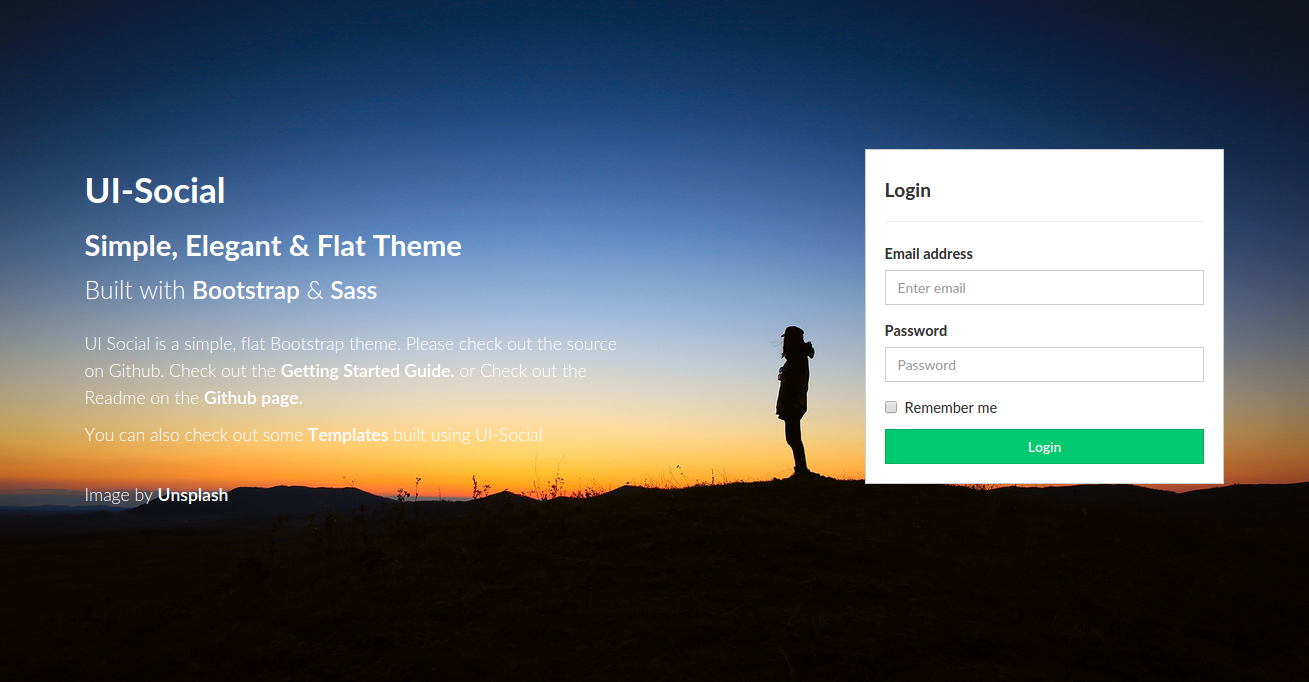 UI-Social
Simple, Elegant & Flat Theme
Built with Bootstrap & Sass
UI Social is a simple, flat Bootstrap theme. Please check out the source
on Github. Check out the Getting Started Guide. or Check out the
Readme on the Github page.
You can also check out some Templates built using UI-Social
Image by Unsplash
Login
Email address
Enter email
Password
Password
Remember me
Login